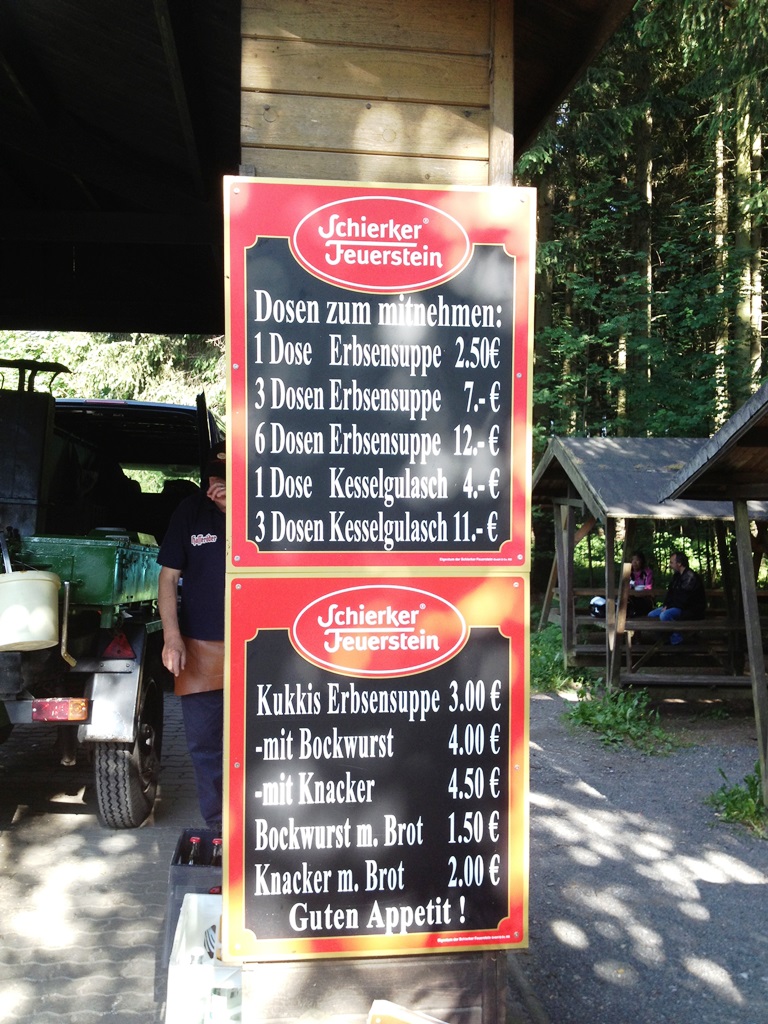 Schierker®
Feuerstein
Dosen zum mitnehmen:
1 Dose Erbsensuppe 2.50€
3 Dosen Erbsensuppe 7.-€
6 Dosen Erbsensuppe 12.-€
1 Dose Kesselgulasch 4.-€
3 Dosen Kesselgulasch 11.-€
Schierker®
Feuerstein
Kukkis Erbsensuppe 3.00 €
-mit Bockwurst 4.00 €
-mit Knacker 4.50 €
Bockwurst m. Brot 1.50 €
Knacker m. Brot 2.00 €
Guten Appetit !